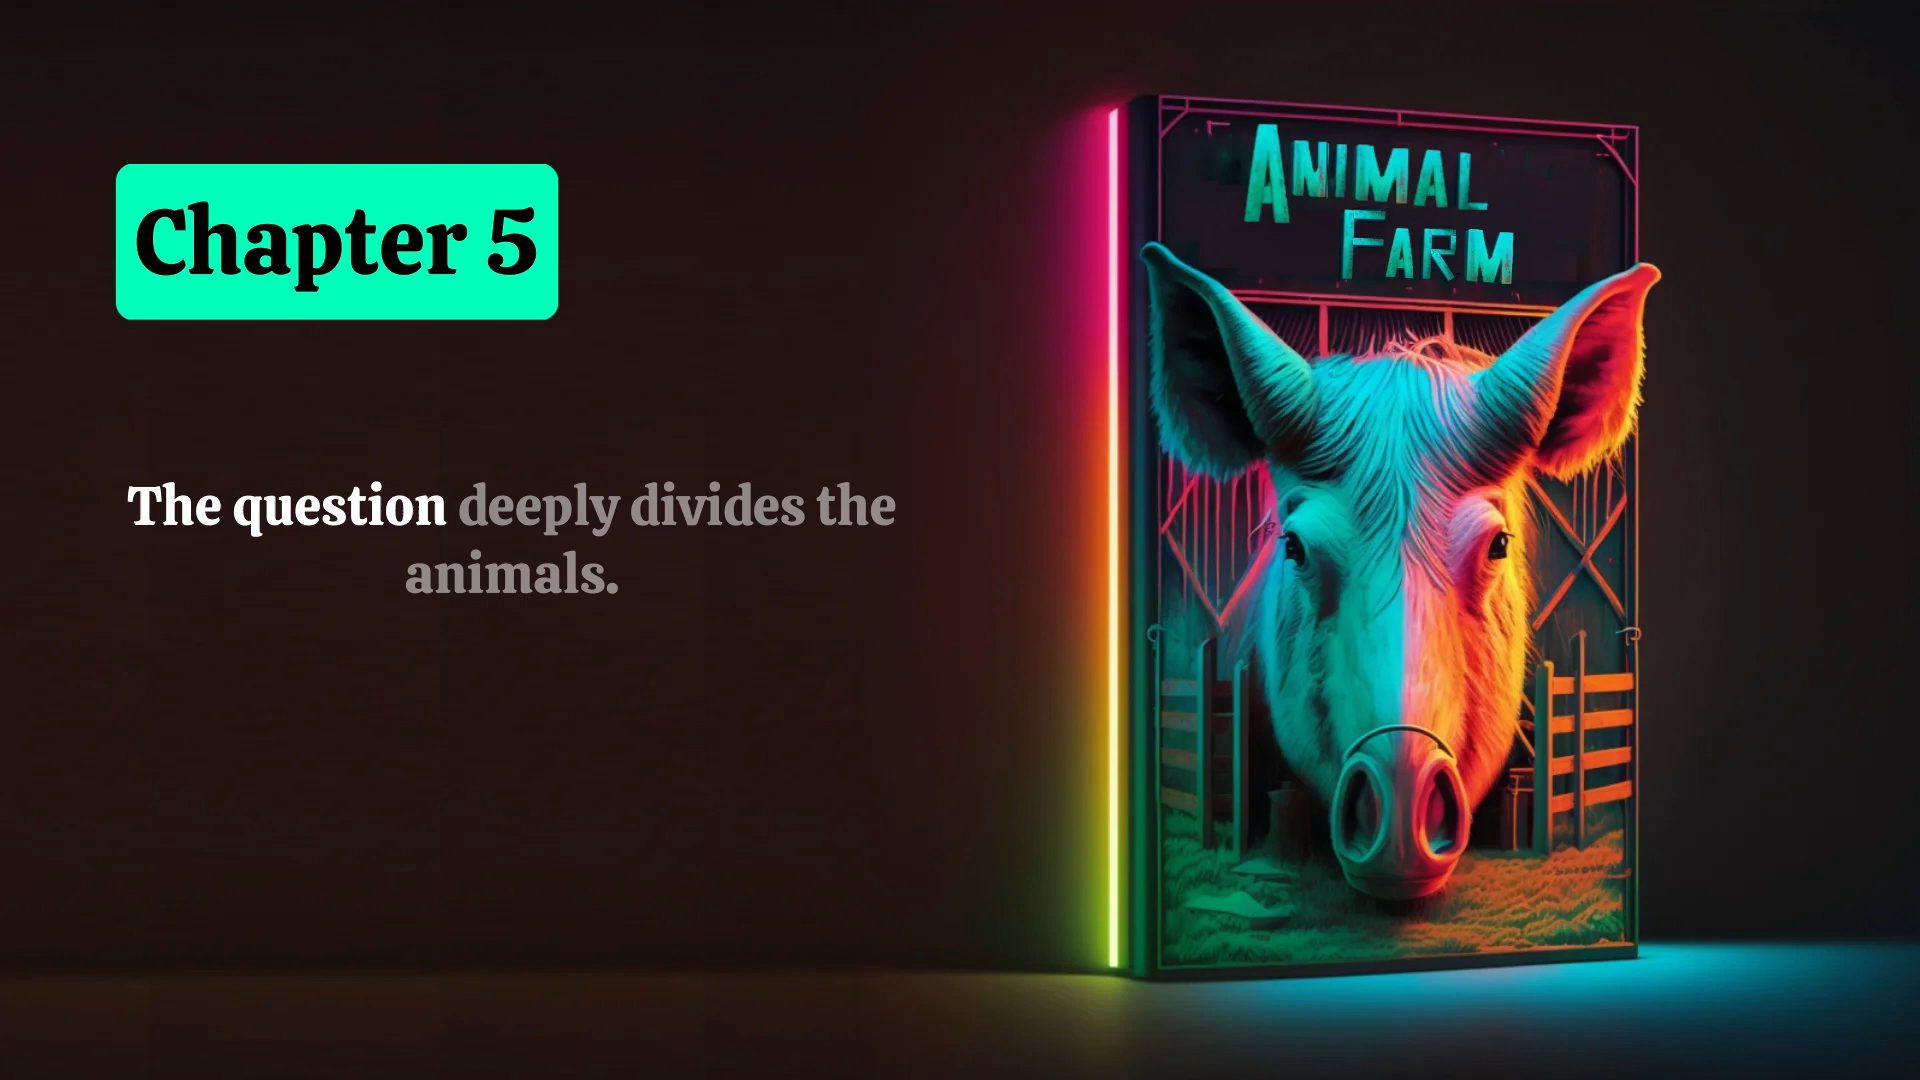 Chapter 5
The question deeply divides the
animals.
ANIMAL
FARM